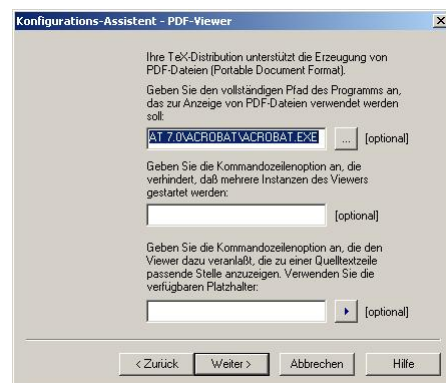 Konfigurations-Assistent - PDF-Viewer
Ihre TeX-Distribution unterstützt die Erzeugung von
PDF-Dateien (Portable Document Format).
Geben Sie den vollständigen Pfad des Programms an,
das zur Anzeige von PDF-Dateien verwendet werden
soll:
AT 7.0\ACROBAT\ACROBAT.EXE ... [optional]
Geben Sie die Kommandozeilenoption an, die
verhindert, daß mehrere Instanzen des Viewers
gestartet werden:
[optional]
Geben Sie die Kommandozeilenoption an, die den
Viewer dazu veranlaßt, die zu einer Quelltextzeile
passende Stelle anzuzeigen. Verwenden Sie die
verfügbaren Platzhalter:
[optional]
< Zurück Weiter > Abbrechen Hilfe